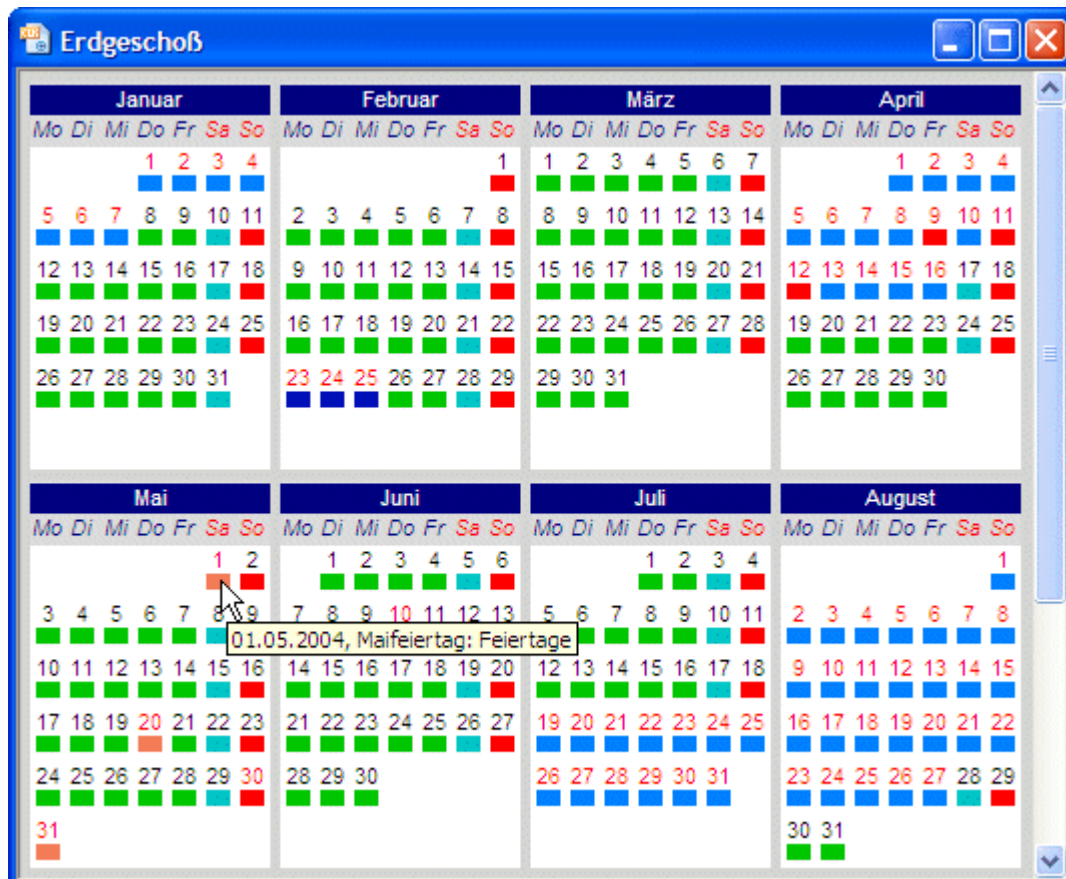 Erdgeschoß
Januar Februar März April
Mo Di Mi Do Fr Sa So Mo Di Mi Do Fr Sa So Mo Di Mi Do Fr Sa So Mo Di Mi Do Fr Sa So
1 2 3 4 1 1 2 3 4 5 6 7 1 2 3 4
5 6 7 8 9 10 11 2 3 4 5 6 7 8 8 9 10 11 12 13 14 5 6 7 8 9 10 11
12 13 14 15 16 17 18 9 10 11 12 13 14 15 15 16 17 18 19 20 21 12 13 14 15 16 17 18
19 20 21 22 23 24 25 16 17 18 19 20 21 22 22 23 24 25 26 27 28 19 20 21 22 23 24 25
26 27 28 29 30 31 23 24 25 26 27 28 29 29 30 31 26 27 28 29 30
Mai Juni Juli August
Mo Di Mi Do Fr Sa So Mo Di Mi Do Fr Sa So Mo Di Mi Do Fr Sa So Mo Di Mi Do Fr Sa So
1 2 1 2 3 4 5 6 1 2 3 4 1
3 4 5 6 7 8 9 7 8 9 10 11 12 13 5 6 7 8 9 10 11 2 3 4 5 6 7 8
01.05.2004, Maifeiertag: Feiertage
10 11 12 13 14 15 16 14 15 16 17 18 19 20 12 13 14 15 16 17 18 9 10 11 12 13 14 15
17 18 19 20 21 22 23 21 22 23 24 25 26 27 19 20 21 22 23 24 25 16 17 18 19 20 21 22
24 25 26 27 28 29 30 28 29 30 26 27 28 29 30 31 23 24 25 26 27 28 29
31 30 31